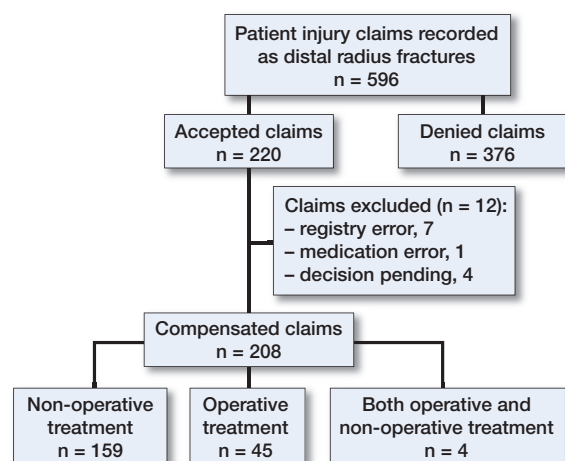 Patient injury claims recorded
as distal radius fractures
n = 596
Accepted claims
n = 220
Denied claims
n = 376
Claims excluded (n = 12):
– registry error, 7
– medication error, 1
– decision pending, 4
Compensated claims
n = 208
Non-operative
treatment
n = 159
Operative
treatment
n = 45
Both operative and
non-operative treatment
n = 4